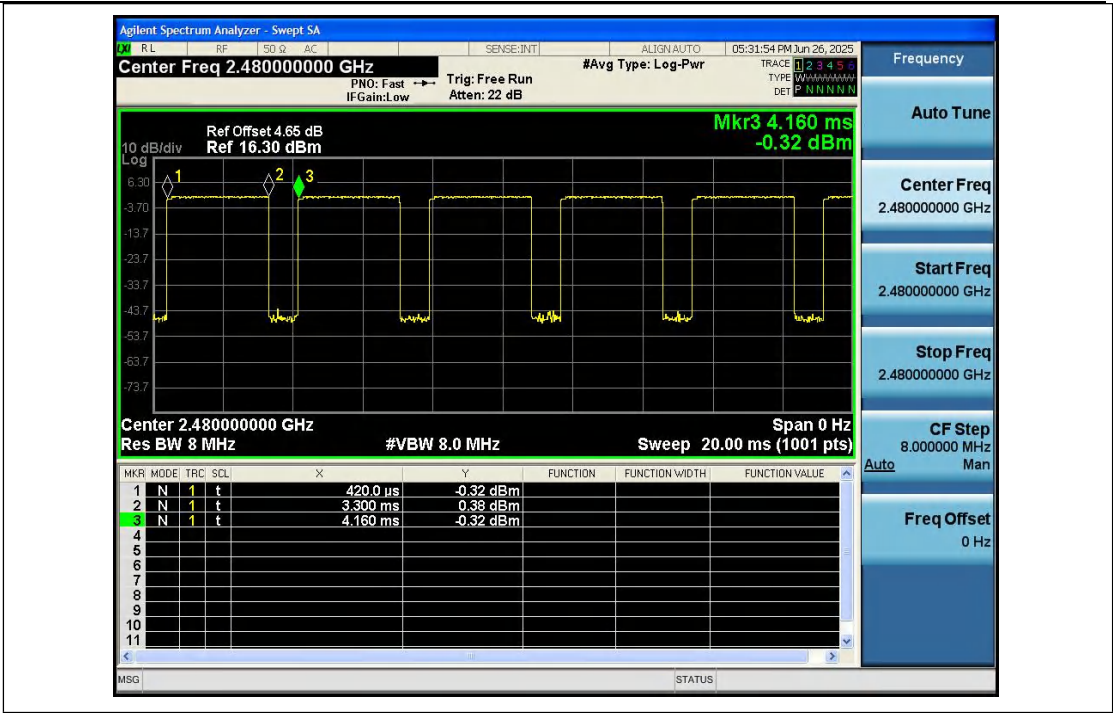 Agilent Spectrum Analyzer - Swept SA
LXI RL RF 50 Ω AC SENSE:INT ALIGNAUTO 05:31:54 PM Jun 26, 2025
Center Freq 2.480000000 GHz
PNO: Fast
IFGain:Low
Trig: Free Run
Atten: 22 dB
#Avg Type: Log-Pwr
TRACE 1 2 3 4 5 6
TYPE
DET P N N N N N
Frequency
Auto Tune
Center Freq
2.480000000 GHz
Start Freq
2.480000000 GHz
Stop Freq
2.480000000 GHz
CF Step
8.000000 MHz
Auto Man
Freq Offset
0 Hz
Mkr3 4.160 ms
-0.32 dBm
Ref Offset 4.65 dB
10 dB/div Ref 16.30 dBm
Log
1 2 3
6.30
-3.70
-13.7
-23.7
-33.7
-43.7
-53.7
-63.7
-73.7
Center 2.480000000 GHz Span 0 Hz
Res BW 8 MHz #VBW 8.0 MHz Sweep 20.00 ms (1001 pts)
MKR MODE TRC SCL X Y FUNCTION FUNCTION WIDTH FUNCTION VALUE
1 N 1 t 420.0 µs -0.32 dBm
2 N 1 t 3.300 ms 0.38 dBm
3 N 1 t 4.160 ms -0.32 dBm
4
5
6
7
8
9
10
11
MSG STATUS